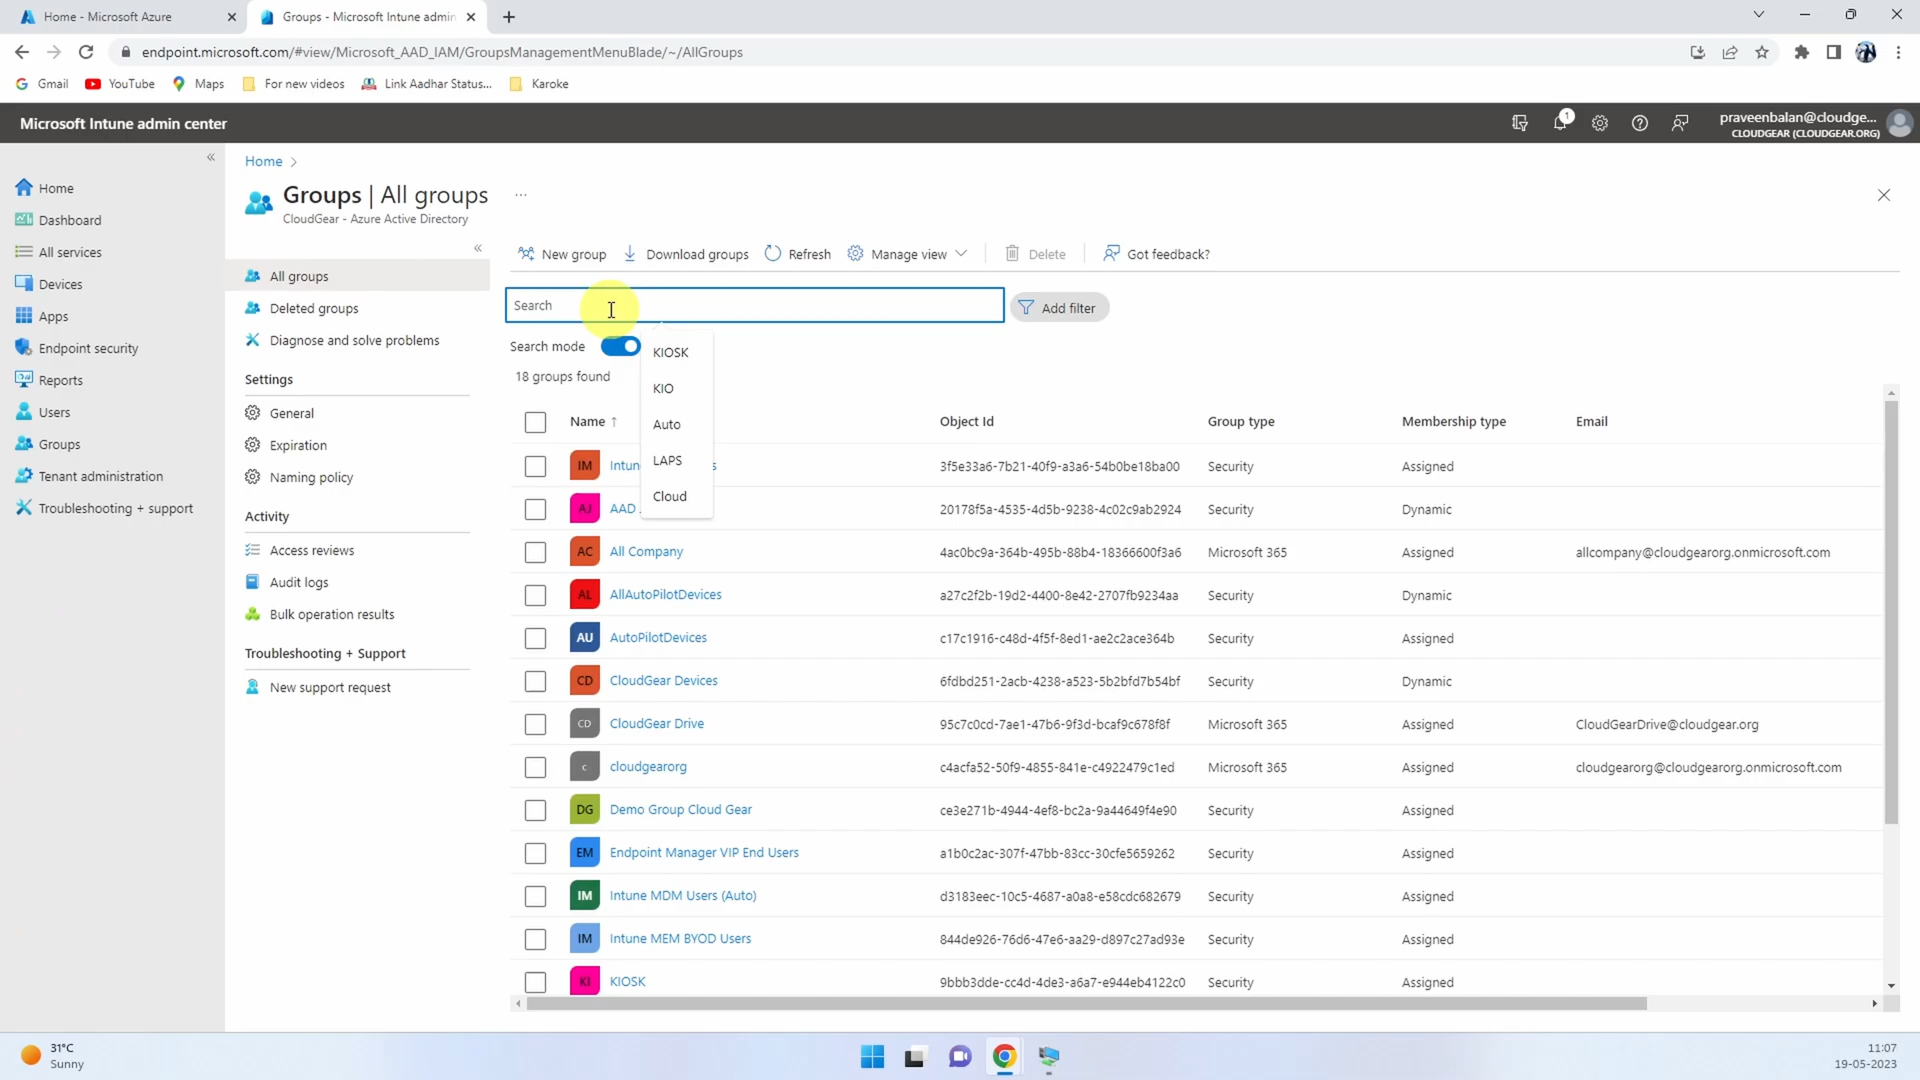 Home - Microsoft Azure
Groups - Microsoft Intune admin
endpoint.microsoft.com/#view/Microsoft_AAD_IAM/GroupsManagementMenuBlade/~/AllGroups
Gmail
YouTube
Maps
For new videos
Link Aadhar Status...
Karoke
Microsoft Intune admin center
1
praveenbalan@cloudge...
CLOUDGEAR (CLOUDGEAR.ORG)
Home
Dashboard
All services
Devices
Apps
Endpoint security
Reports
Users
Groups
Tenant administration
Troubleshooting + support
Home >
Groups | All groups
...
CloudGear - Azure Active Directory
All groups
Deleted groups
Diagnose and solve problems
Settings
General
Expiration
Naming policy
Activity
Access reviews
Audit logs
Bulk operation results
Troubleshooting + Support
New support request
New group
Download groups
Refresh
Manage view
Delete
Got feedback?
Search
Add filter
Search mode
18 groups found
KIOSK
KIO
Auto
LAPS
Cloud
Name ↑ Object Id Group type Membership type Email
IM Intun s 3f5e33a6-7b21-40f9-a3a6-54b0be18ba00 Security Assigned
AJ AAD 20178f5a-4535-4d5b-9238-4c02c9ab2924 Security Dynamic
AC All Company 4ac0bc9a-364b-495b-88b4-18366600f3a6 Microsoft 365 Assigned allcompany@cloudgearorg.onmicrosoft.com
AL AllAutoPilotDevices a27c2f2b-19d2-4400-8e42-2707fb9234aa Security Dynamic
AU AutoPilotDevices c17c1916-c48d-4f5f-8ed1-ae2c2ace364b Security Assigned
CD CloudGear Devices 6fdbd251-2acb-4238-a523-5b2bfd7b54bf Security Dynamic
CD CloudGear Drive 95c7c0cd-7ae1-47b6-9f3d-bcaf9c678f8f Microsoft 365 Assigned CloudGearDrive@cloudgear.org
c cloudgearorg c4acfa52-50f9-4855-841e-c4922479c1ed Microsoft 365 Assigned cloudgearorg@cloudgearorg.onmicrosoft.com
DG Demo Group Cloud Gear ce3e271b-4944-4ef8-bc2a-9a44649f4e90 Security Assigned
EM Endpoint Manager VIP End Users a1b0c2ac-307f-47bb-83cc-30cfe5659262 Security Assigned
IM Intune MDM Users (Auto) d3183eec-10c5-4687-a0a8-e58cdc682679 Security Assigned
IM Intune MEM BYOD Users 844de926-76d6-47e6-aa29-d897c27ad93e Security Assigned
KI KIOSK 9bbb3dde-cc4d-4de3-a6a7-e944eb4122c0 Security Assigned
31°C
Sunny
11:07
19-05-2023